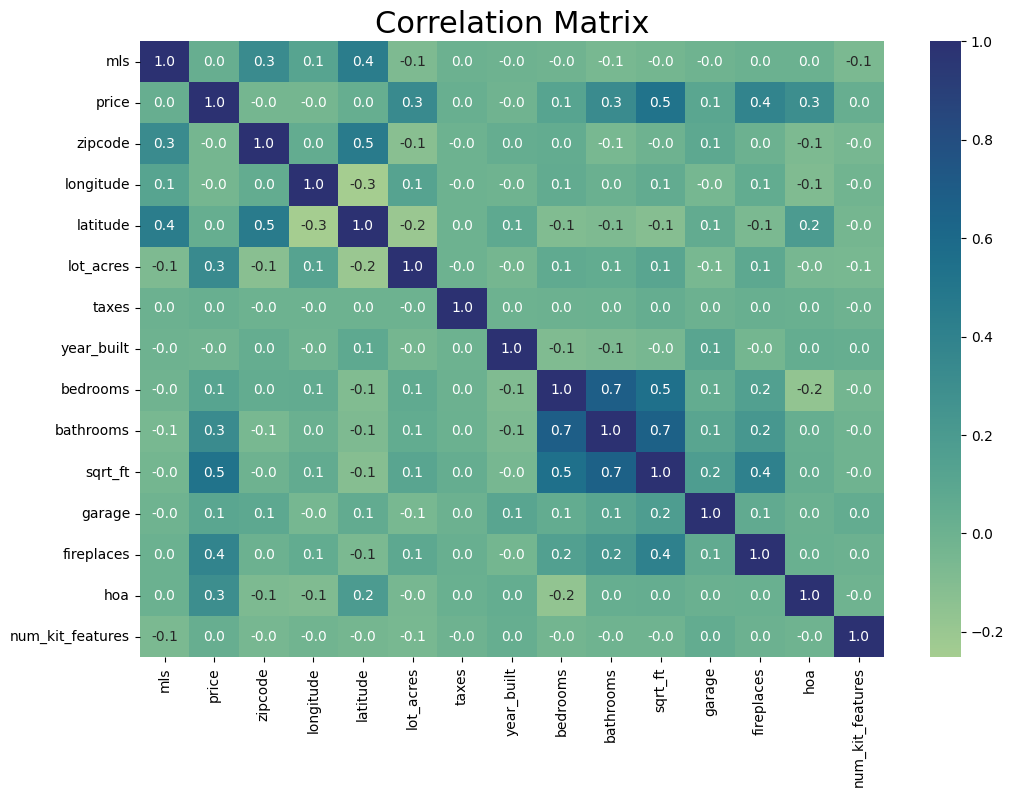 Correlation Matrix
mls 1.0 0.0 0.3 0.1 0.4 -0.1 0.0 -0.0 -0.0 -0.1 -0.0 -0.0 0.0 0.0 -0.1
price 0.0 1.0 -0.0 -0.0 0.0 0.3 0.0 -0.0 0.1 0.3 0.5 0.1 0.4 0.3 0.0
zipcode 0.3 -0.0 1.0 0.0 0.5 -0.1 -0.0 0.0 0.0 -0.1 -0.0 0.1 0.0 -0.1 -0.0
longitude 0.1 -0.0 0.0 1.0 -0.3 0.1 -0.0 -0.0 0.1 0.0 0.1 -0.0 0.1 -0.1 -0.0
latitude 0.4 0.0 0.5 -0.3 1.0 -0.2 0.0 0.1 -0.1 -0.1 -0.1 0.1 -0.1 0.2 -0.0
lot_acres -0.1 0.3 -0.1 0.1 -0.2 1.0 -0.0 -0.0 0.1 0.1 0.1 -0.1 0.1 -0.0 -0.1
taxes 0.0 0.0 -0.0 -0.0 0.0 -0.0 1.0 0.0 0.0 0.0 0.0 0.0 0.0 0.0 -0.0
year_built -0.0 -0.0 0.0 -0.0 0.1 -0.0 0.0 1.0 -0.1 -0.1 -0.0 0.1 -0.0 0.0 0.0
bedrooms -0.0 0.1 0.0 0.1 -0.1 0.1 0.0 -0.1 1.0 0.7 0.5 0.1 0.2 -0.2 -0.0
bathrooms -0.1 0.3 -0.1 0.0 -0.1 0.1 0.0 -0.1 0.7 1.0 0.7 0.1 0.2 0.0 -0.0
sqrt_ft -0.0 0.5 -0.0 0.1 -0.1 0.1 0.0 -0.0 0.5 0.7 1.0 0.2 0.4 0.0 -0.0
garage -0.0 0.1 0.1 -0.0 0.1 -0.1 0.0 0.1 0.1 0.1 0.2 1.0 0.1 0.0 0.0
fireplaces 0.0 0.4 0.0 0.1 -0.1 0.1 0.0 -0.0 0.2 0.2 0.4 0.1 1.0 0.0 0.0
hoa 0.0 0.3 -0.1 -0.1 0.2 -0.0 0.0 0.0 -0.2 0.0 0.0 0.0 0.0 1.0 -0.0
num_kit_features -0.1 0.0 -0.0 -0.0 -0.0 -0.1 -0.0 0.0 -0.0 -0.0 -0.0 0.0 0.0 -0.0 1.0
mls price zipcode longitude latitude lot_acres taxes year_built bedrooms bathrooms sqrt_ft garage fireplaces hoa num_kit_features
1.0
0.8
0.6
0.4
0.2
0.0
−0.2